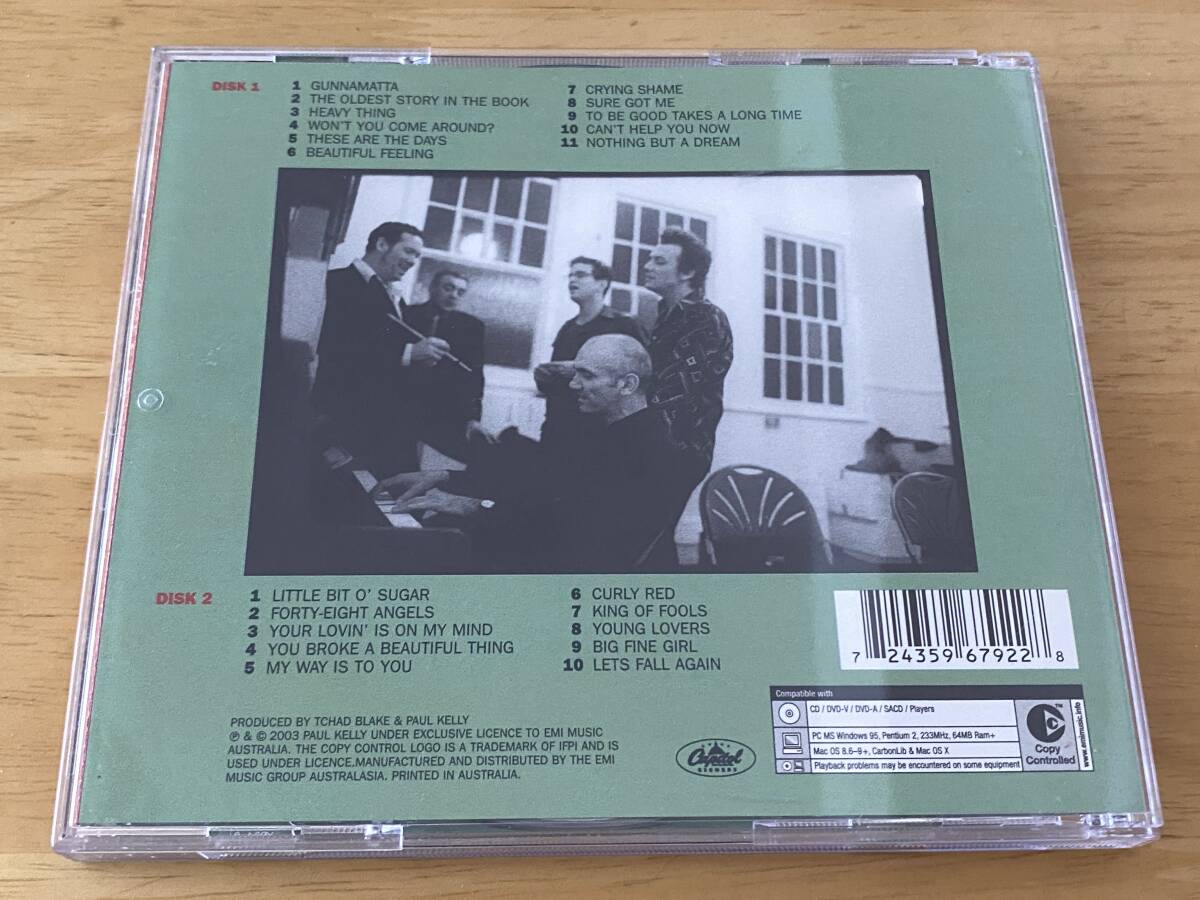 DISK 1
1 GUNNAMATTA
2 THE OLDEST STORY IN THE BOOK
3 HEAVY THING
4 WON'T YOU COME AROUND?
5 THESE ARE THE DAYS
6 BEAUTIFUL FEELING
7 CRYING SHAME
8 SURE GOT ME
9 TO BE GOOD TAKES A LONG TIME
10 CAN'T HELP YOU NOW
11 NOTHING BUT A DREAM
DISK 2
1 LITTLE BIT O' SUGAR
2 FORTY-EIGHT ANGELS
3 YOUR LOVIN' IS ON MY MIND
4 YOU BROKE A BEAUTIFUL THING
5 MY WAY IS TO YOU
6 CURLY RED
7 KING OF FOOLS
8 YOUNG LOVERS
9 BIG FINE GIRL
10 LETS FALL AGAIN
7 24359 67922 8
PRODUCED BY TCHAD BLAKE & PAUL KELLY
℗ & © 2003 PAUL KELLY UNDER EXCLUSIVE LICENCE TO EMI MUSIC
AUSTRALIA. THE COPY CONTROL LOGO IS A TRADEMARK OF IFPI AND IS
USED UNDER LICENCE.MANUFACTURED AND DISTRIBUTED BY THE EMI
MUSIC GROUP AUSTRALASIA. PRINTED IN AUSTRALIA.
Capitol
RECORDS
Compatible with
CD / DVD-V / DVD-A / SACD / Players
PC MS Windows 95, Pentium 2, 233MHz, 64MB Ram+
Mac OS 8.6-9+, CarbonLib & Mac OS X
Playback problems may be encountered on some equipment
TM
Copy
Controlled
www.emimusic.info